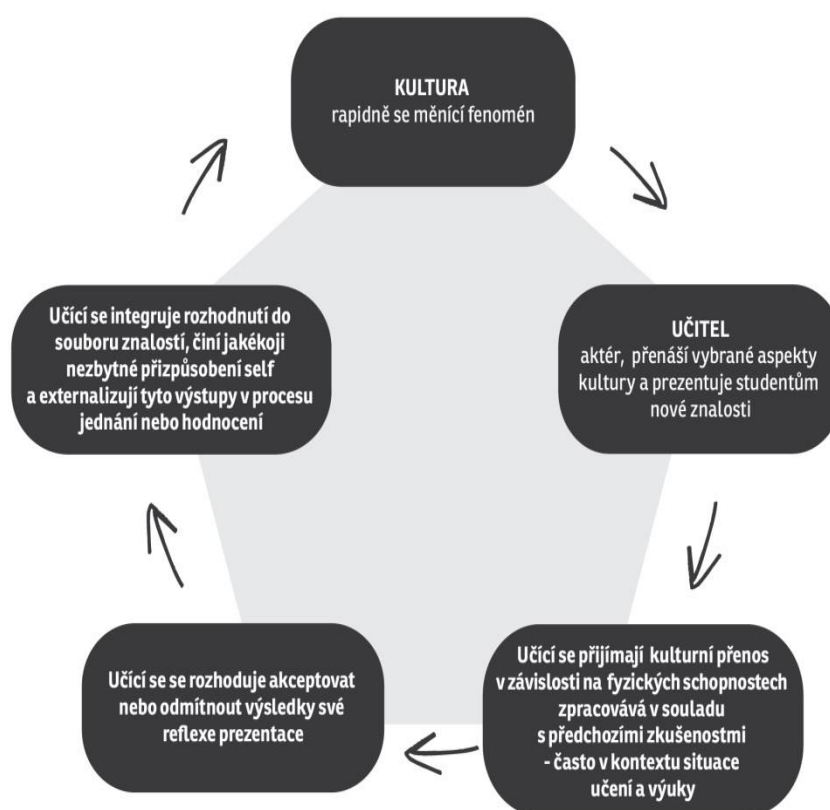 KULTURA
rapidně se měnící fenomén
UČITEL
aktér, přenáší vybrané aspekty
kultury a prezentuje studentům
nové znalosti
Učící se přijímají kulturní přenos
v závislosti na fyzických schopnostech
zpracovává v souladu
s předchozími zkušenostmi
- často v kontextu situace
učení a výuky
Učící se se rozhoduje akceptovat
nebo odmítnout výsledky své
reflexe prezentace
Učící se integruje rozhodnutí do
souboru znalostí, činí jakékoji
nezbytné přizpůsobení self
a externalizují tyto výstupy v procesu
jednání nebo hodnocení